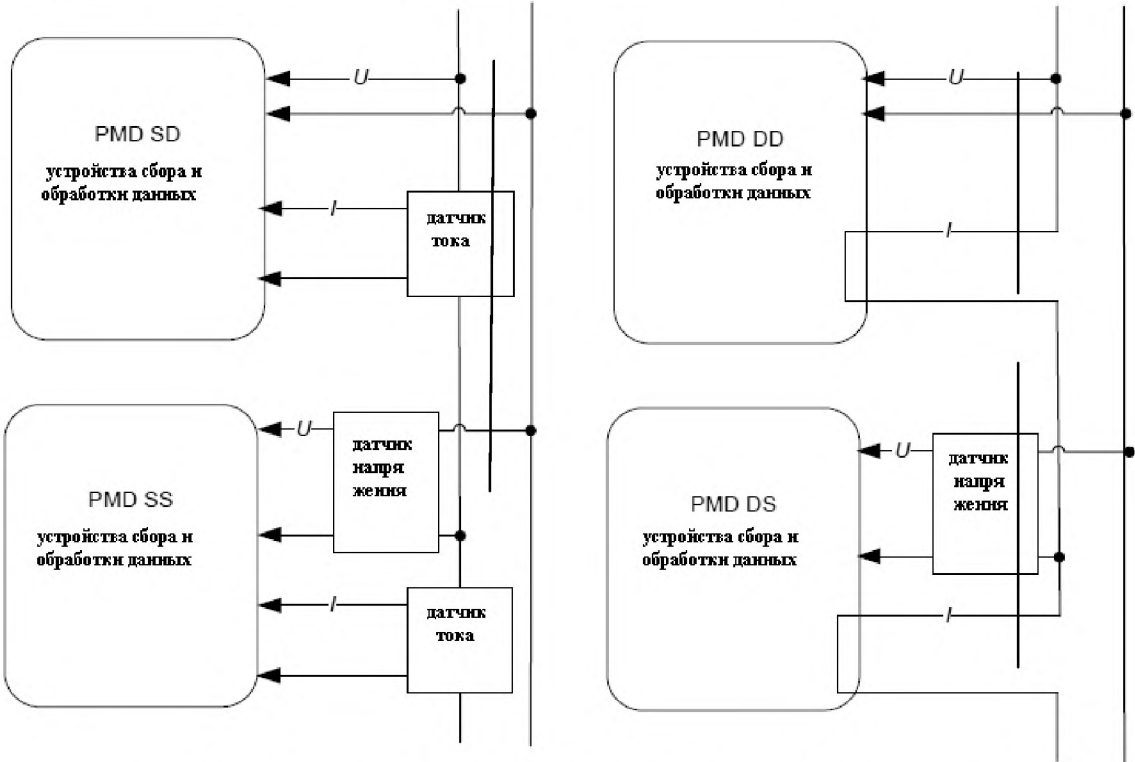 U
PMD SD
устройства сбора и
обработки данных
I
датчик
тока
U
PMD DD
устройства сбора и
обработки данных
I
U
датчик
напря
жения
PMD SS
устройства сбора и
обработки данных
I
датчик
тока
U
датчик
напря
жения
PMD DS
устройства сбора и
обработки данных
I